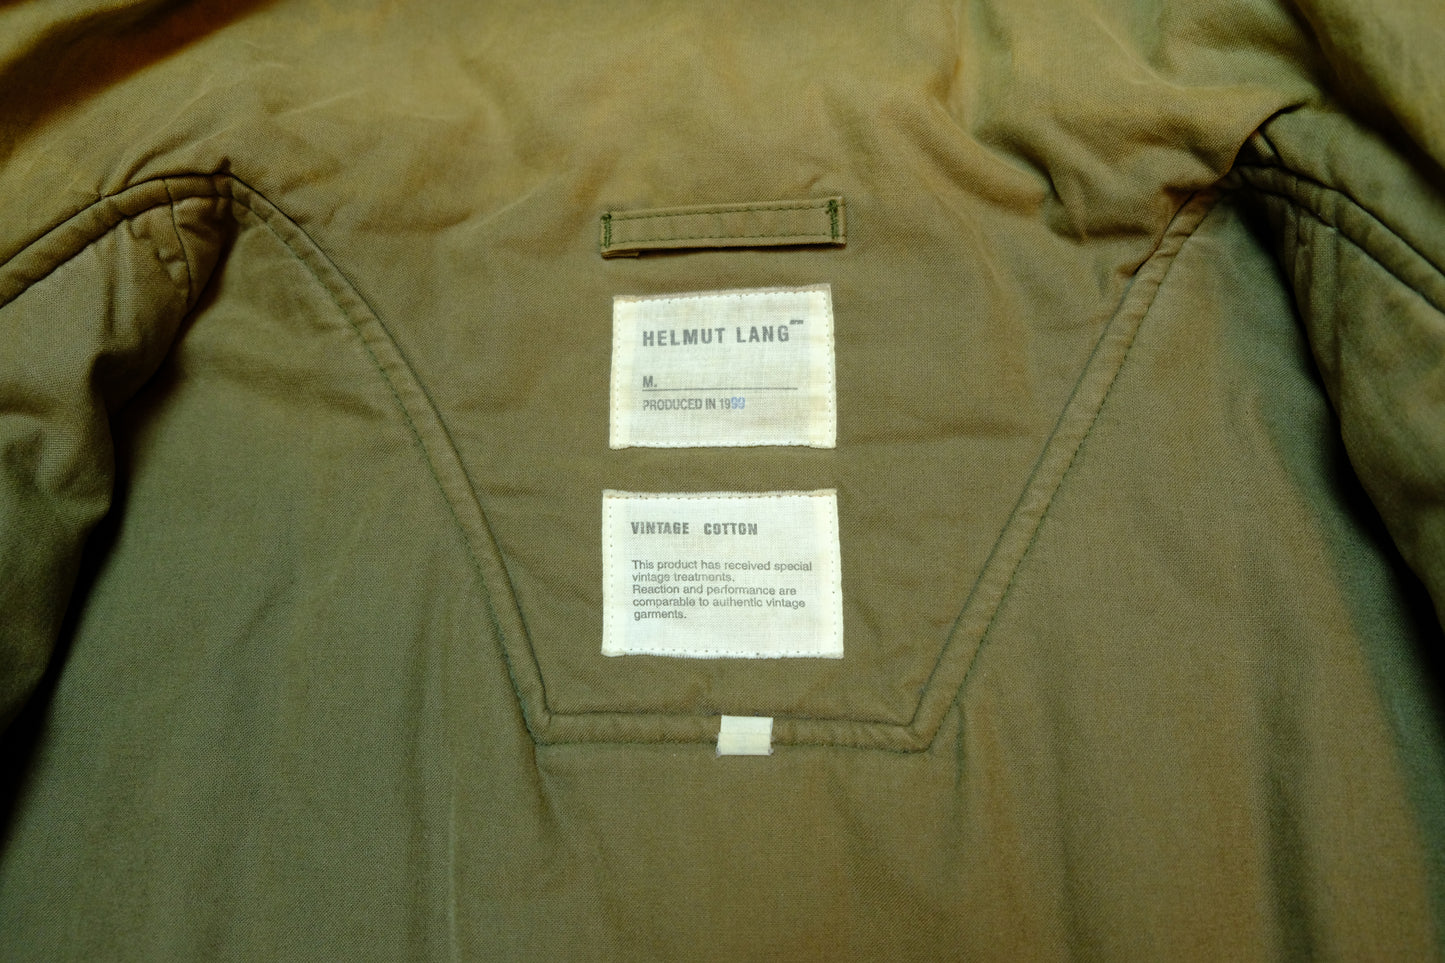 HELMUT LANG
M.
PRODUCED IN 1999
VINTAGE COTTON
This product has received special
vintage treatments.
Reaction and performance are
comparable to authentic vintage
garments.